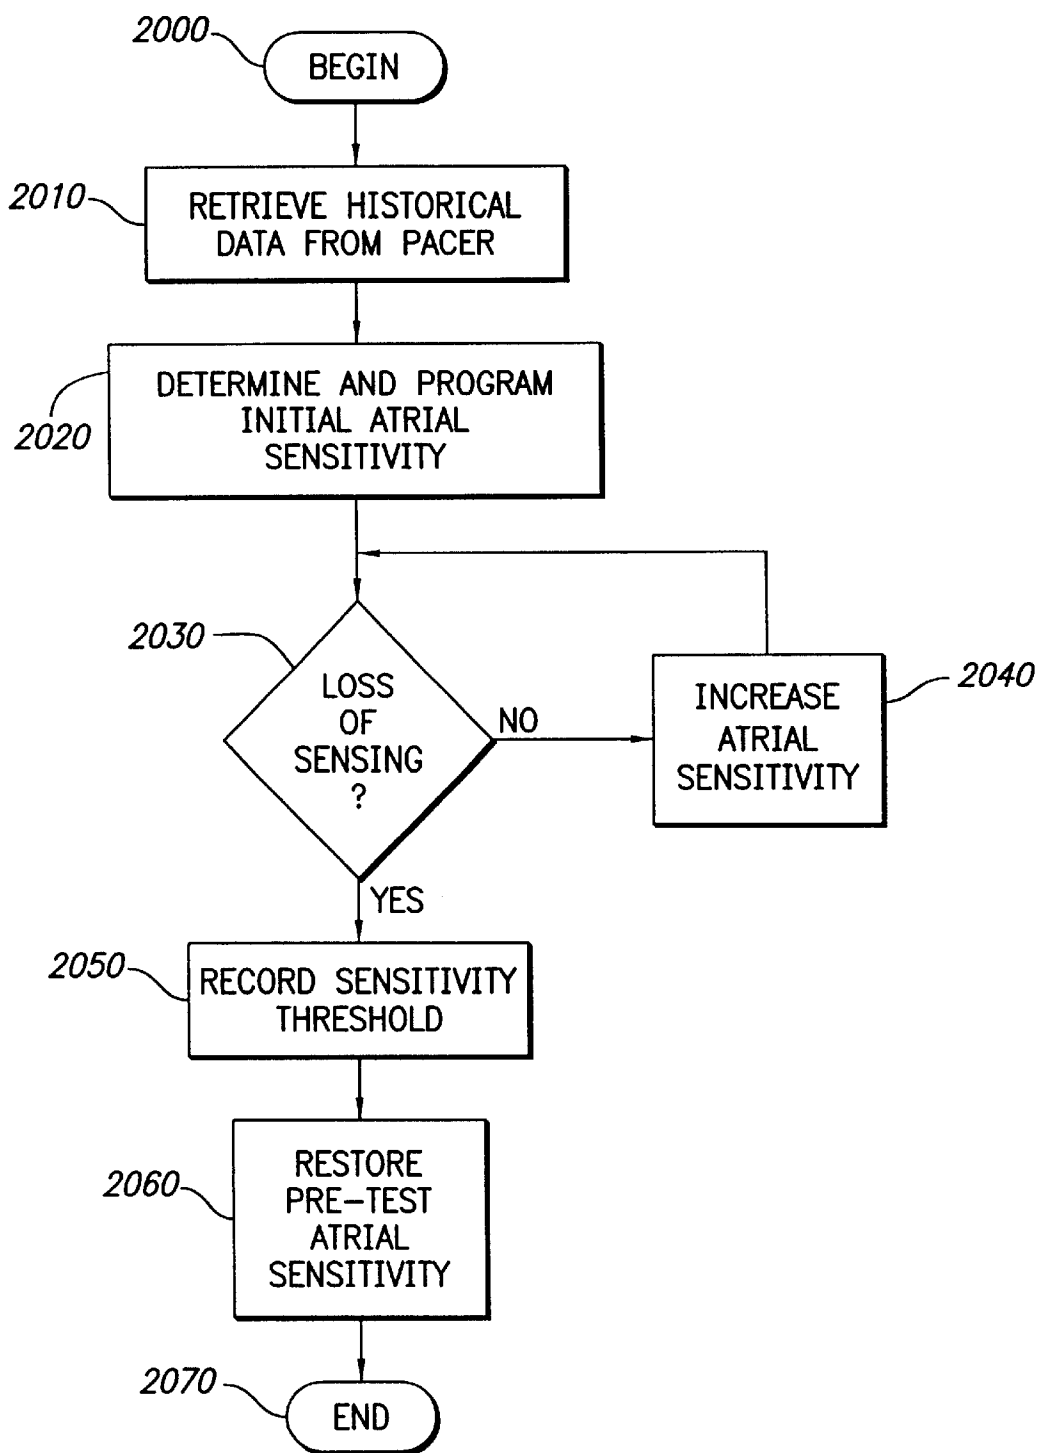 2000
BEGIN
2010
RETRIEVE HISTORICAL
DATA FROM PACER
2020
DETERMINE AND PROGRAM
INITIAL ATRIAL
SENSITIVITY
2030
LOSS
OF
SENSING
?
NO
2040
INCREASE
ATRIAL
SENSITIVITY
YES
2050
RECORD SENSITIVITY
THRESHOLD
2060
RESTORE
PRE-TEST
ATRIAL
SENSITIVITY
2070
END